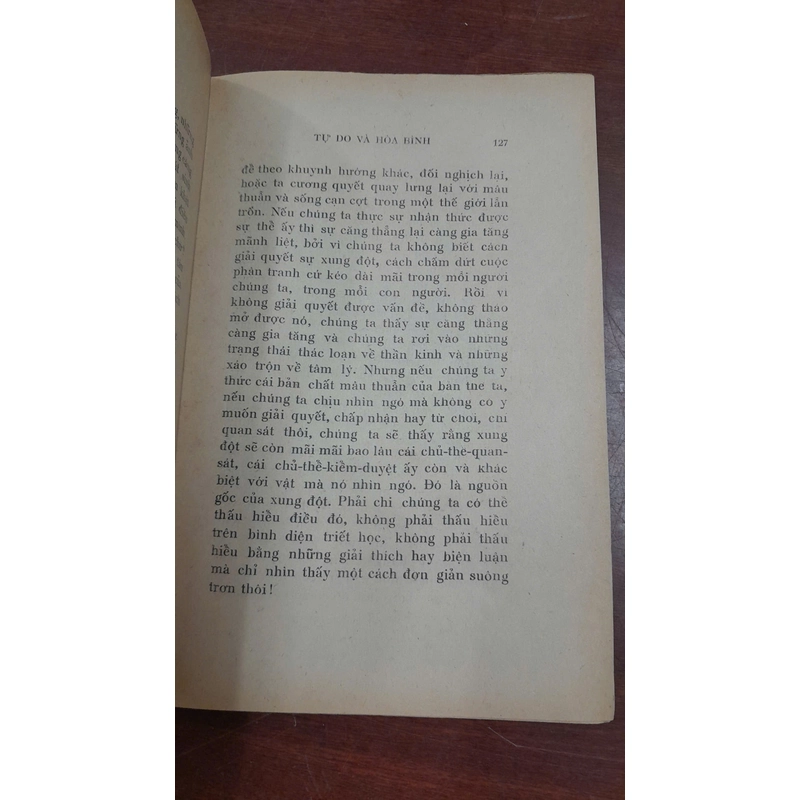 TỰ DO VÀ HÒA BÌNH 127
đề theo khuynh hướng khác, đối nghịch lại,
hoặc ta cương quyết quay lưng lại với mâu
thuẫn và sống cạn cợt trong một thế giới lẩn
trốn. Nếu chúng ta thực sự nhận thức được
sự thể ấy thì sự căng thẳng lại càng gia tăng
mãnh liệt, bởi vì chúng ta không biết cách
giải quyết sự xung đột, cách chấm dứt cuộc
phân tranh cứ kéo dài mãi trong mỗi người
chúng ta, trong mỗi con người. Rồi vì
không giải quyết được vấn đề, không tháo
mở được nó, chúng ta thấy sự càng thẳng
càng gia tăng và chúng ta rơi vào những
trạng thái thác loạn về thần kinh và những
xáo trộn về tâm lý. Nhưng nếu chúng ta ý
thức cái bản chất mâu thuẫn của bản thể ta,
nếu chúng ta chịu nhìn ngó mà không có ý
muốn giải quyết, chấp nhận hay từ chối, chỉ
quan sát thôi, chúng ta sẽ thấy rằng xung
đột sẽ còn mãi mãi bao lâu cái chủ-thể-quan-
sát, cái chủ-thể-kiểm-duyệt ấy còn và khác
biệt với vật mà nó nhìn ngó. Đó là nguồn
gốc của xung đột. Phải chi chúng ta có thể
thấu hiểu điều đó, không phải thấu hiểu
trên bình diện triết học, không phải thấu
hiểu bằng những giải thích hay biện luận
mà chỉ nhìn thấy một cách đơn giản suông
trơn thôi !